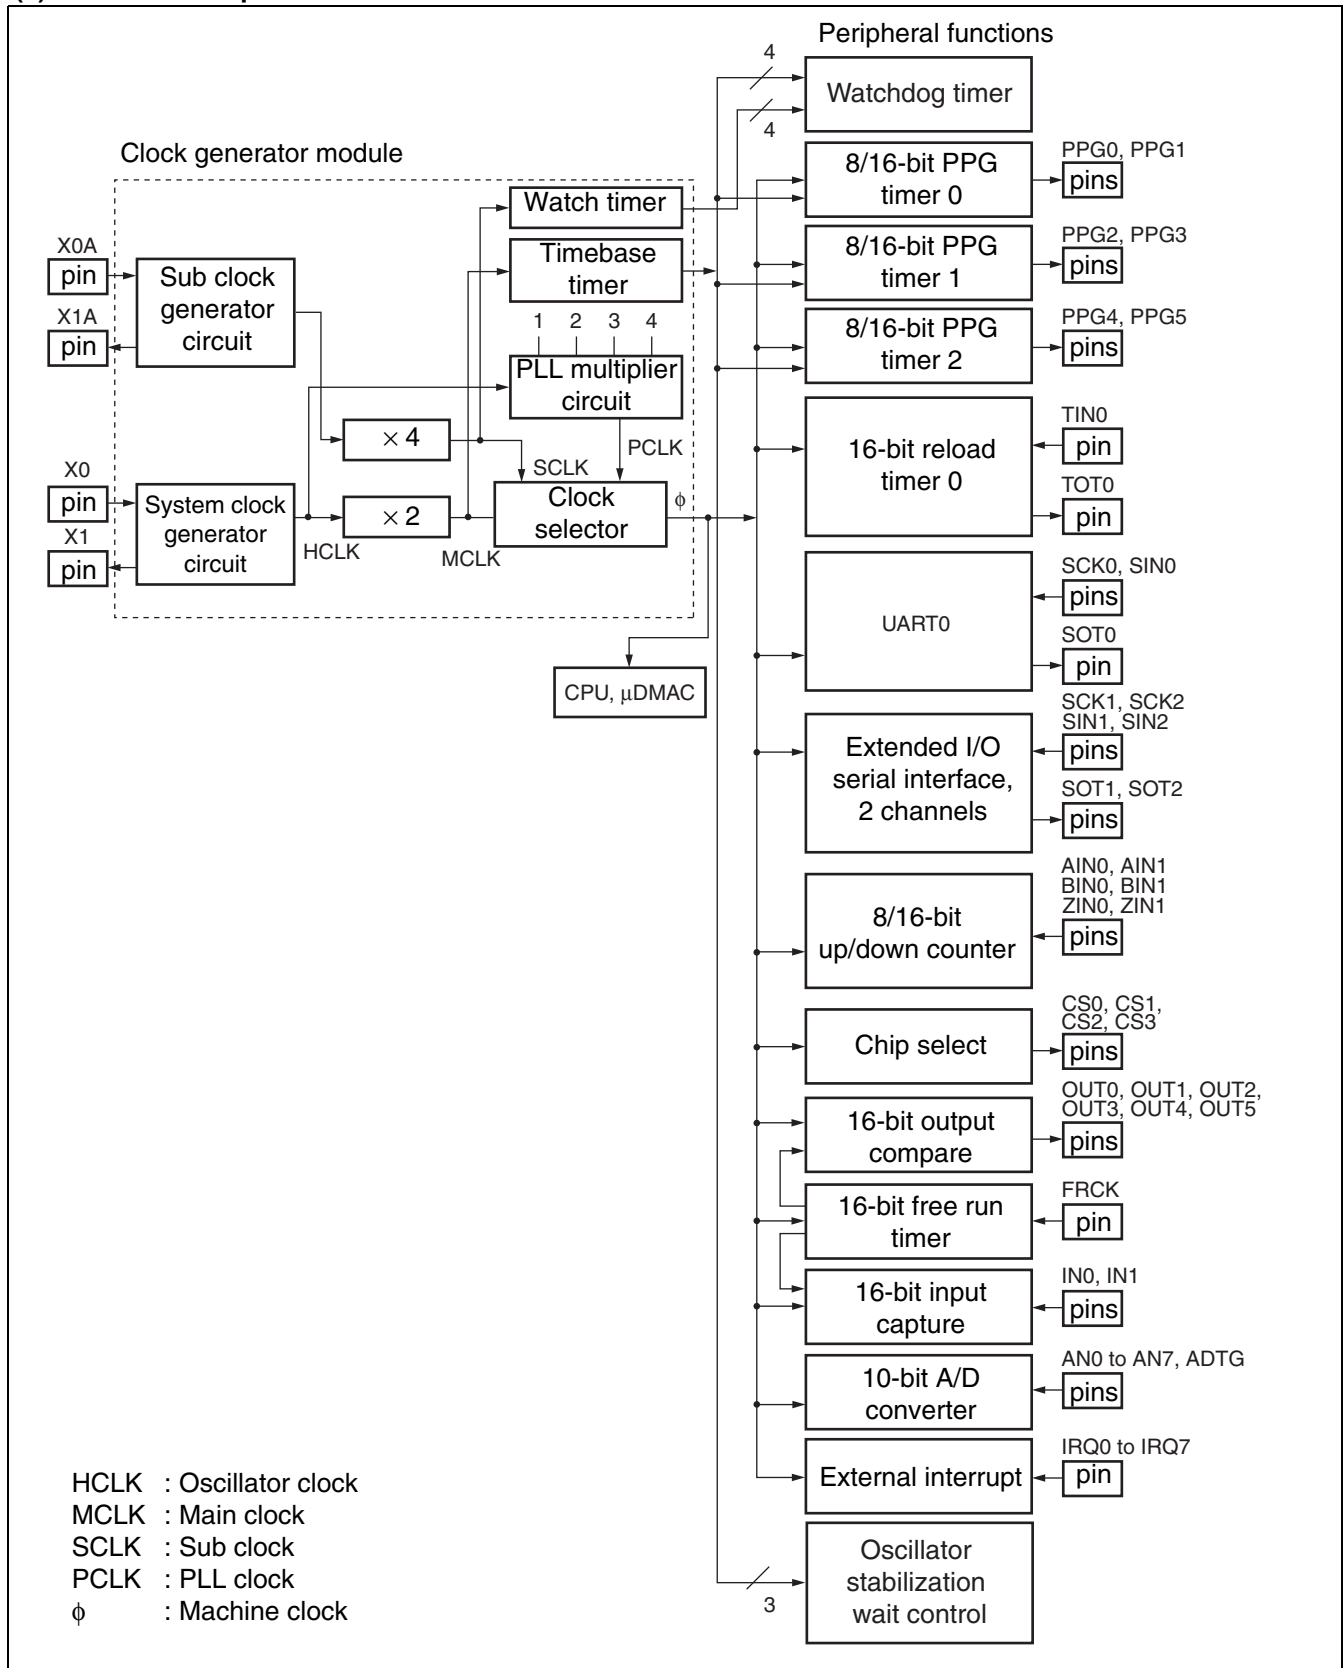 Peripheral functions
4
Watchdog timer
4
Clock generator module
PPG0, PPG1
8/16-bit PPG
timer 0
pins
Watch timer
X0A
pin
Sub clock
generator
circuit
X1A
pin
Timebase
timer
PPG2, PPG3
8/16-bit PPG
timer 1
pins
1 2 3 4
PLL multiplier
circuit
PPG4, PPG5
8/16-bit PPG
timer 2
pins
× 4
PCLK
SCLK
TIN0
pin
16-bit reload
timer 0
TOT0
pin
X0
pin
System clock
generator
circuit
X1
pin
HCLK
× 2
MCLK
Clock
selector
ϕ
SCK0, SIN0
pins
UART0
SOT0
pin
CPU, µDMAC
SCK1, SCK2
SIN1, SIN2
pins
Extended I/O
serial interface,
2 channels
SOT1, SOT2
pins
AIN0, AIN1
BIN0, BIN1
ZIN0, ZIN1
pins
8/16-bit
up/down counter
CS0, CS1,
CS2, CS3
Chip select
pins
OUT0, OUT1, OUT2,
OUT3, OUT4, OUT5
16-bit output
compare
pins
FRCK
16-bit free run
timer
pin
IN0, IN1
16-bit input
capture
pins
AN0 to AN7, ADTG
10-bit A/D
converter
pins
IRQ0 to IRQ7
External interrupt
pin
Oscillator
stabilization
wait control
3
HCLK : Oscillator clock
MCLK : Main clock
SCLK : Sub clock
PCLK : PLL clock
ϕ : Machine clock